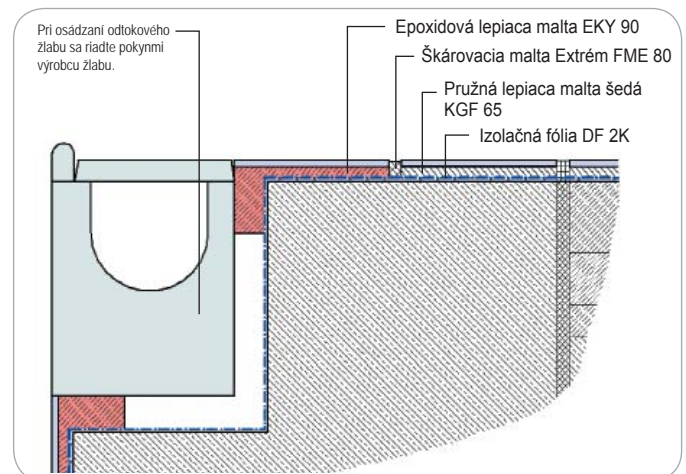 Pri osádzaní odtokového
žlabu sa riadte pokynmi
výrobcu žlabu.
Epoxidová lepiaca malta EKY 90
Škárovacia malta Extrém FME 80
Pružná lepiaca malta šedá
KGF 65
Izolačná fólia DF 2K